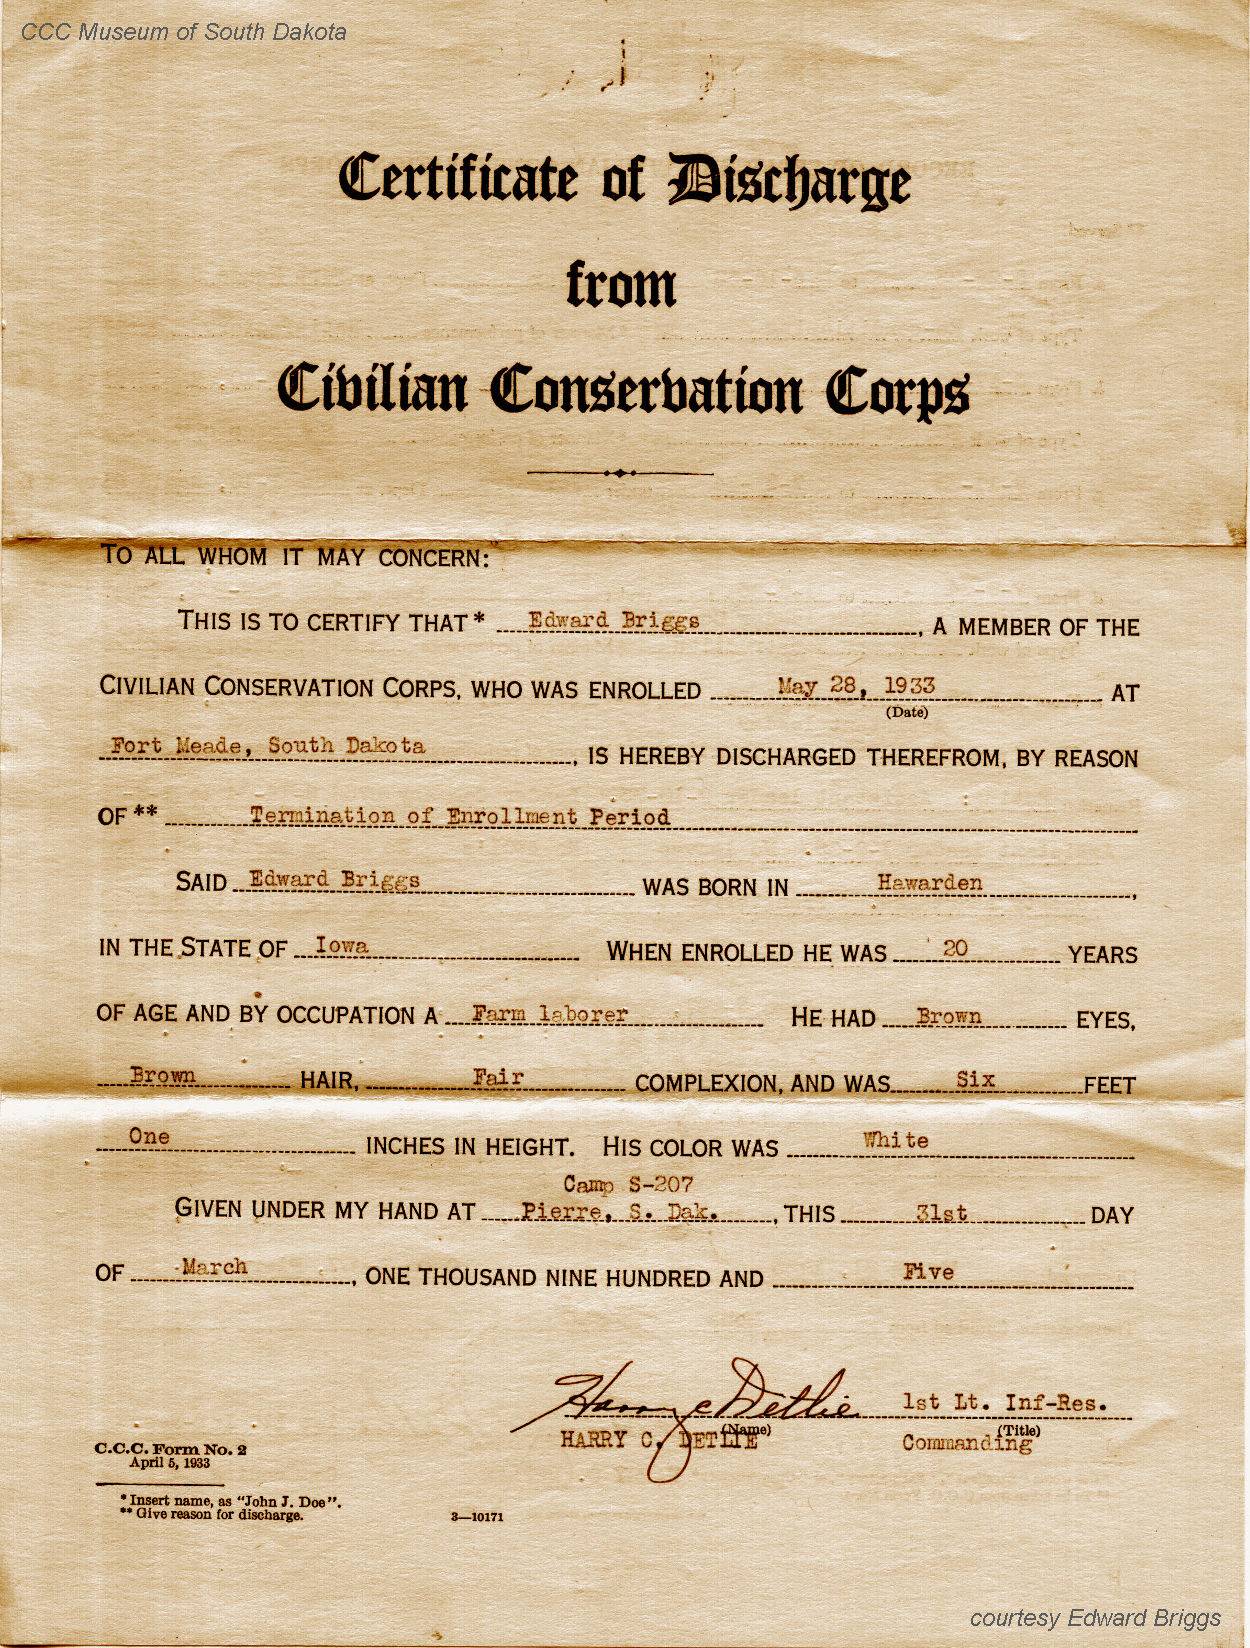 CCC Museum of South Dakota
Certificate of Discharge
from
Civilian Conservation Corps
TO ALL WHOM IT MAY CONCERN:
THIS IS TO CERTIFY THAT * Edward Briggs, A MEMBER OF THE
CIVILIAN CONSERVATION CORPS, WHO WAS ENROLLED May 28, 1933 AT
(Date)
Fort Meade, South Dakota, IS HEREBY DISCHARGED THEREFROM, BY REASON
OF ** Termination of Enrollment Period
SAID Edward Briggs WAS BORN IN Hawarden,
IN THE STATE OF Iowa WHEN ENROLLED HE WAS 20 YEARS
OF AGE AND BY OCCUPATION A Farm laborer HE HAD Brown EYES,
Brown HAIR, Fair COMPLEXION, AND WAS Six FEET
One INCHES IN HEIGHT. HIS COLOR WAS White
Camp S-207
GIVEN UNDER MY HAND AT Pierre, S. Dak., THIS 31st DAY
OF March, ONE THOUSAND NINE HUNDRED AND Five
Harry C Detlie 1st Lt. Inf-Res.
(Name) (Title)
HARRY C. DETLIE Commanding
C.C.C. Form No. 2
April 5, 1933
* Insert name, as "John J. Doe".
** Give reason for discharge.
3—10171
courtesy Edward Briggs